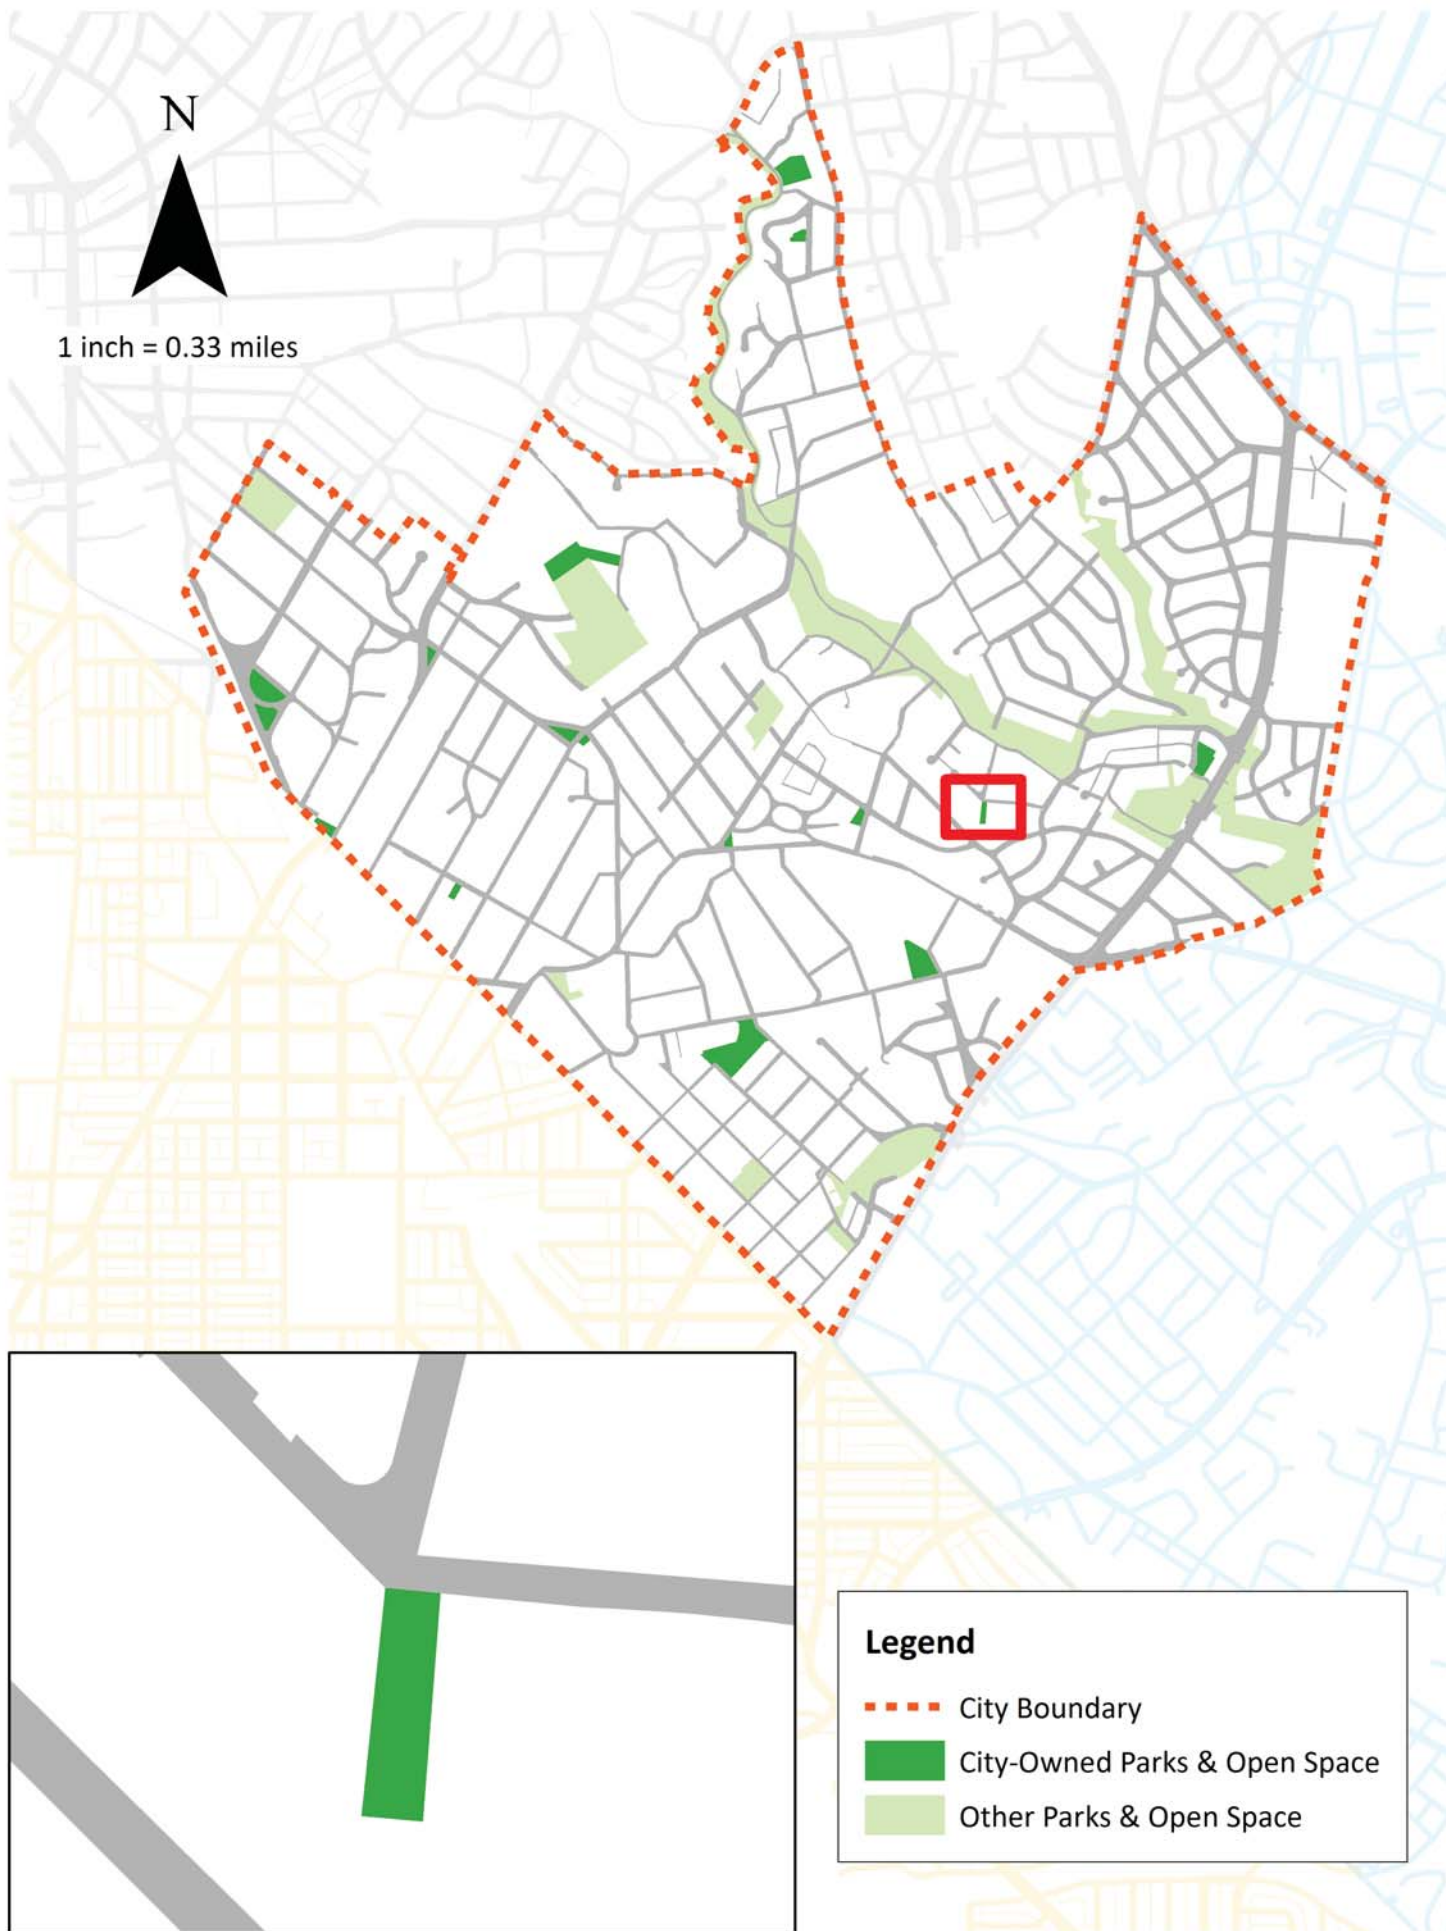 N
1 inch = 0.33 miles
Legend
City Boundary
City-Owned Parks & Open Space
Other Parks & Open Space